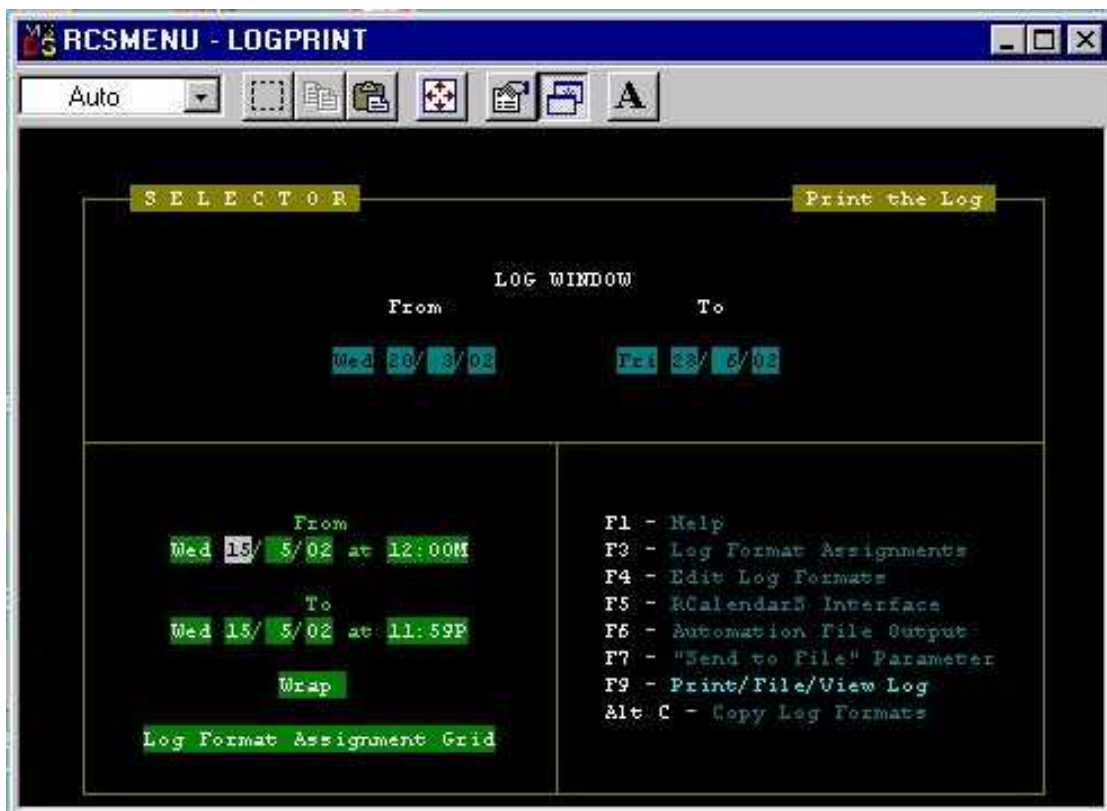 RCSMENU - LOGPRINT
Auto
A
S E L E C T O R
Print the Log
LOG WINDOW
From To
Wed 20/ 3/02 Fri 28/ 6/02
From
Wed 15/ 5/02 at 12:00M
To
Wed 15/ 5/02 at 11:59P
Wrap
Log Format Assignment Grid
F1 - Help
F3 - Log Format Assignments
F4 - Edit Log Formats
F5 - RCalendar5 Interface
F6 - Automation File Output
F7 - "Send to File" Parameter
F9 - Print/File/View Log
Alt C - Copy Log Formats